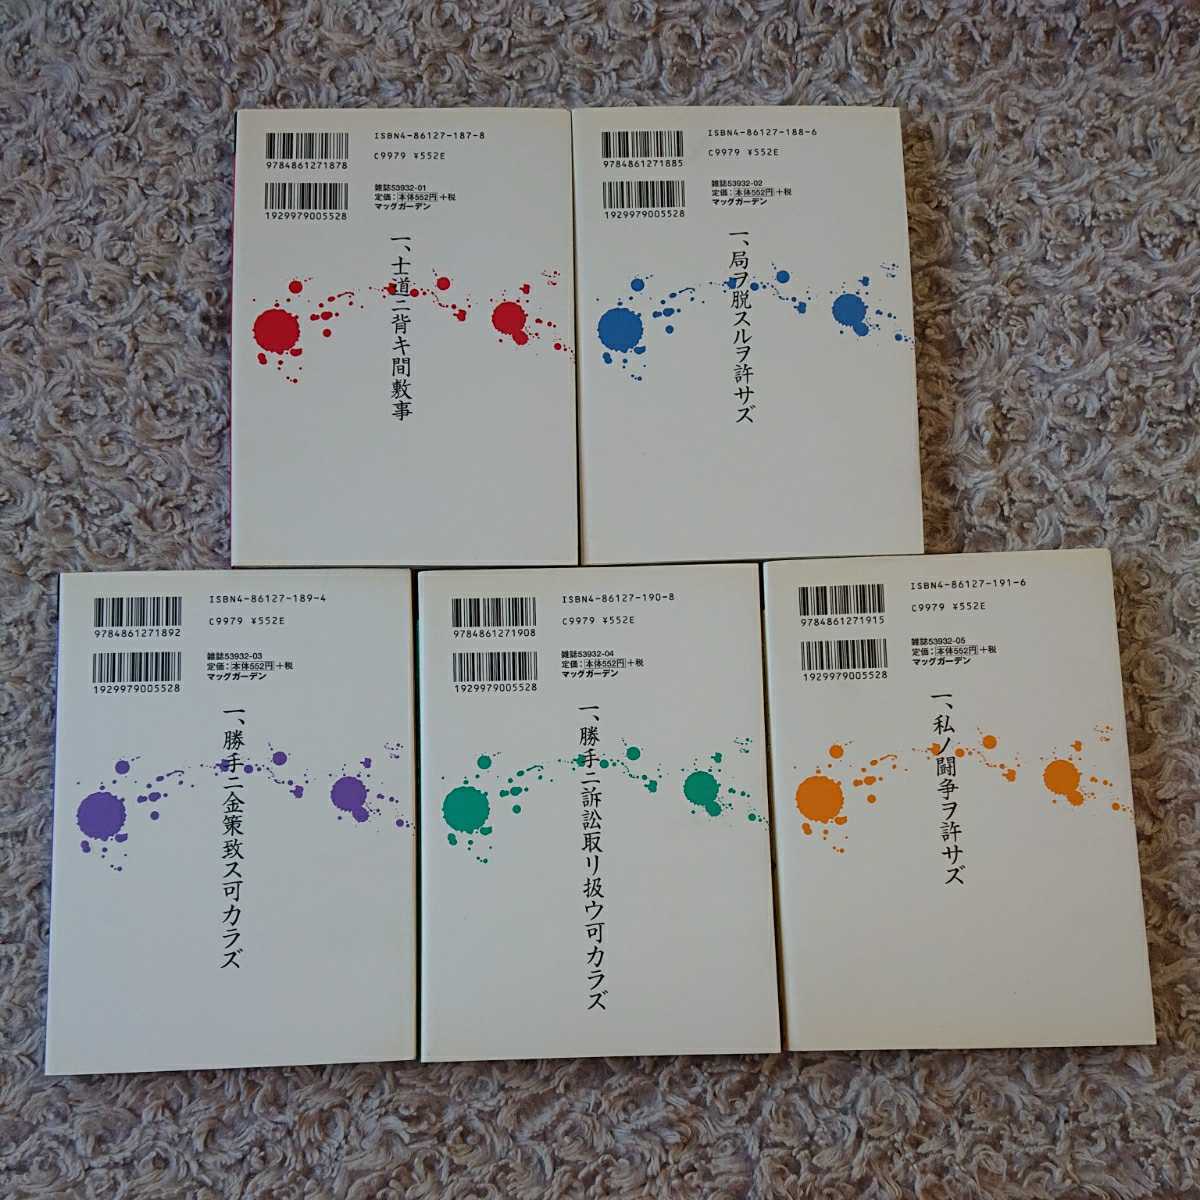 ISBN4-86127-187-8
C9979 ¥552E
9784861271878
雑誌53932-01
定価:本体552円+税
マッグガーデン
1929979005528
一、士道ニ背キ間敷事
ISBN4-86127-188-6
C9979 ¥552E
9784861271885
雑誌53932-02
定価:本体552円+税
マッグガーデン
1929979005528
一、局ヲ脱スルヲ許サズ
ISBN4-86127-189-4
C9979 ¥552E
9784861271892
雑誌53932-03
定価:本体552円+税
マッグガーデン
1929979005528
一、勝手ニ金策致ス可カラズ
ISBN4-86127-190-8
C9979 ¥552E
9784861271908
雑誌53932-04
定価:本体552円+税
マッグガーデン
1929979005528
一、勝手ニ訴訟取リ扱ウ可カラズ
ISBN4-86127-191-6
C9979 ¥552E
9784861271915
雑誌53932-05
定価:本体552円+税
マッグガーデン
1929979005528
一、私ノ闘争ヲ許サズ